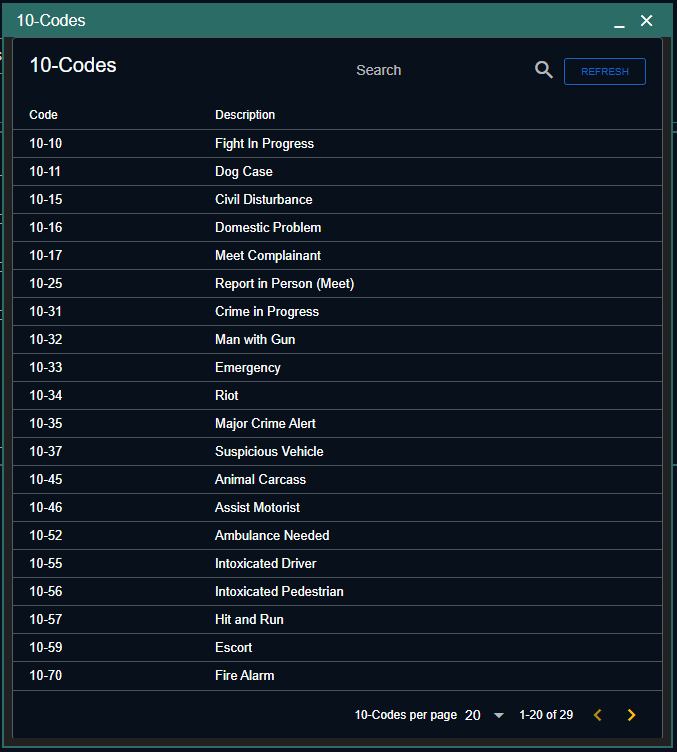 10-Codes
10-Codes Search REFRESH
Code Description
10-10 Fight In Progress
10-11 Dog Case
10-15 Civil Disturbance
10-16 Domestic Problem
10-17 Meet Complainant
10-25 Report in Person (Meet)
10-31 Crime in Progress
10-32 Man with Gun
10-33 Emergency
10-34 Riot
10-35 Major Crime Alert
10-37 Suspicious Vehicle
10-45 Animal Carcass
10-46 Assist Motorist
10-52 Ambulance Needed
10-55 Intoxicated Driver
10-56 Intoxicated Pedestrian
10-57 Hit and Run
10-59 Escort
10-70 Fire Alarm
10-Codes per page 20 1-20 of 29